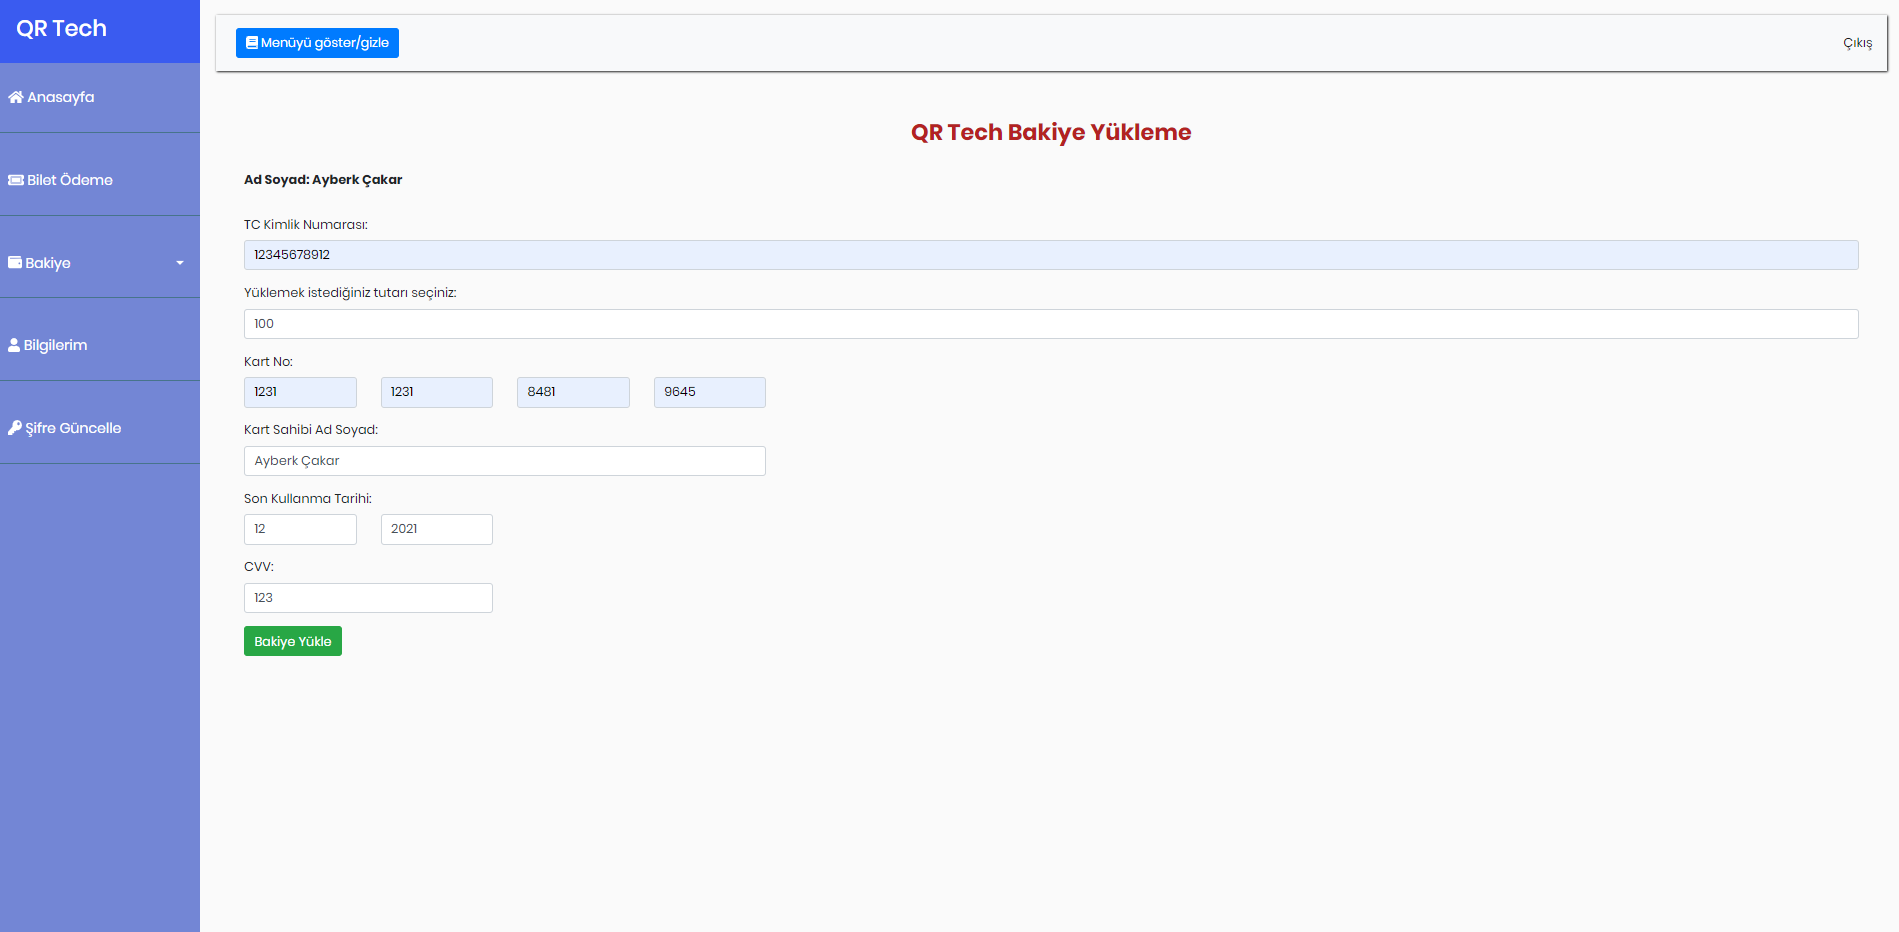 QR Tech
Menüyü göster/gizle
Çıkış
Anasayfa
Bilet Ödeme
Bakiye
Bilgilerim
Şifre Güncelle
QR Tech Bakiye Yükleme
Ad Soyad: Ayberk Çakar
TC Kimlik Numarası:
12345678912
Yüklemek istediğiniz tutarı seçiniz:
100
Kart No:
1231 1231 8481 9645
Kart Sahibi Ad Soyad:
Ayberk Çakar
Son Kullanma Tarihi:
12 2021
CVV:
123
Bakiye Yükle